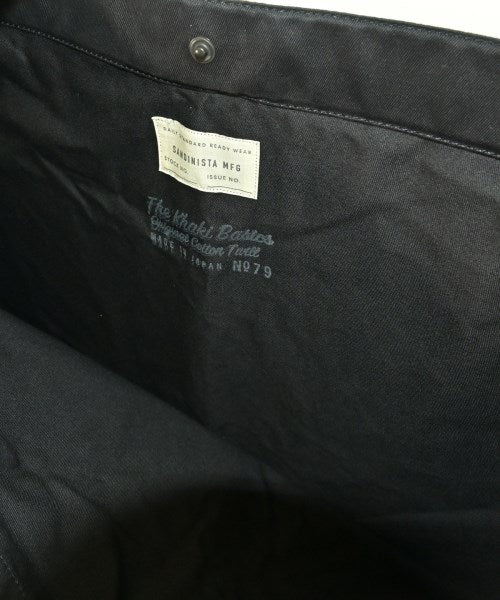 DAILY STANDARD READY WEAR
SANDINISTA MFG
STOCK NO. ISSUE NO.
The Khaki Basics
Original Cotton Twill
MADE IN JAPAN No79